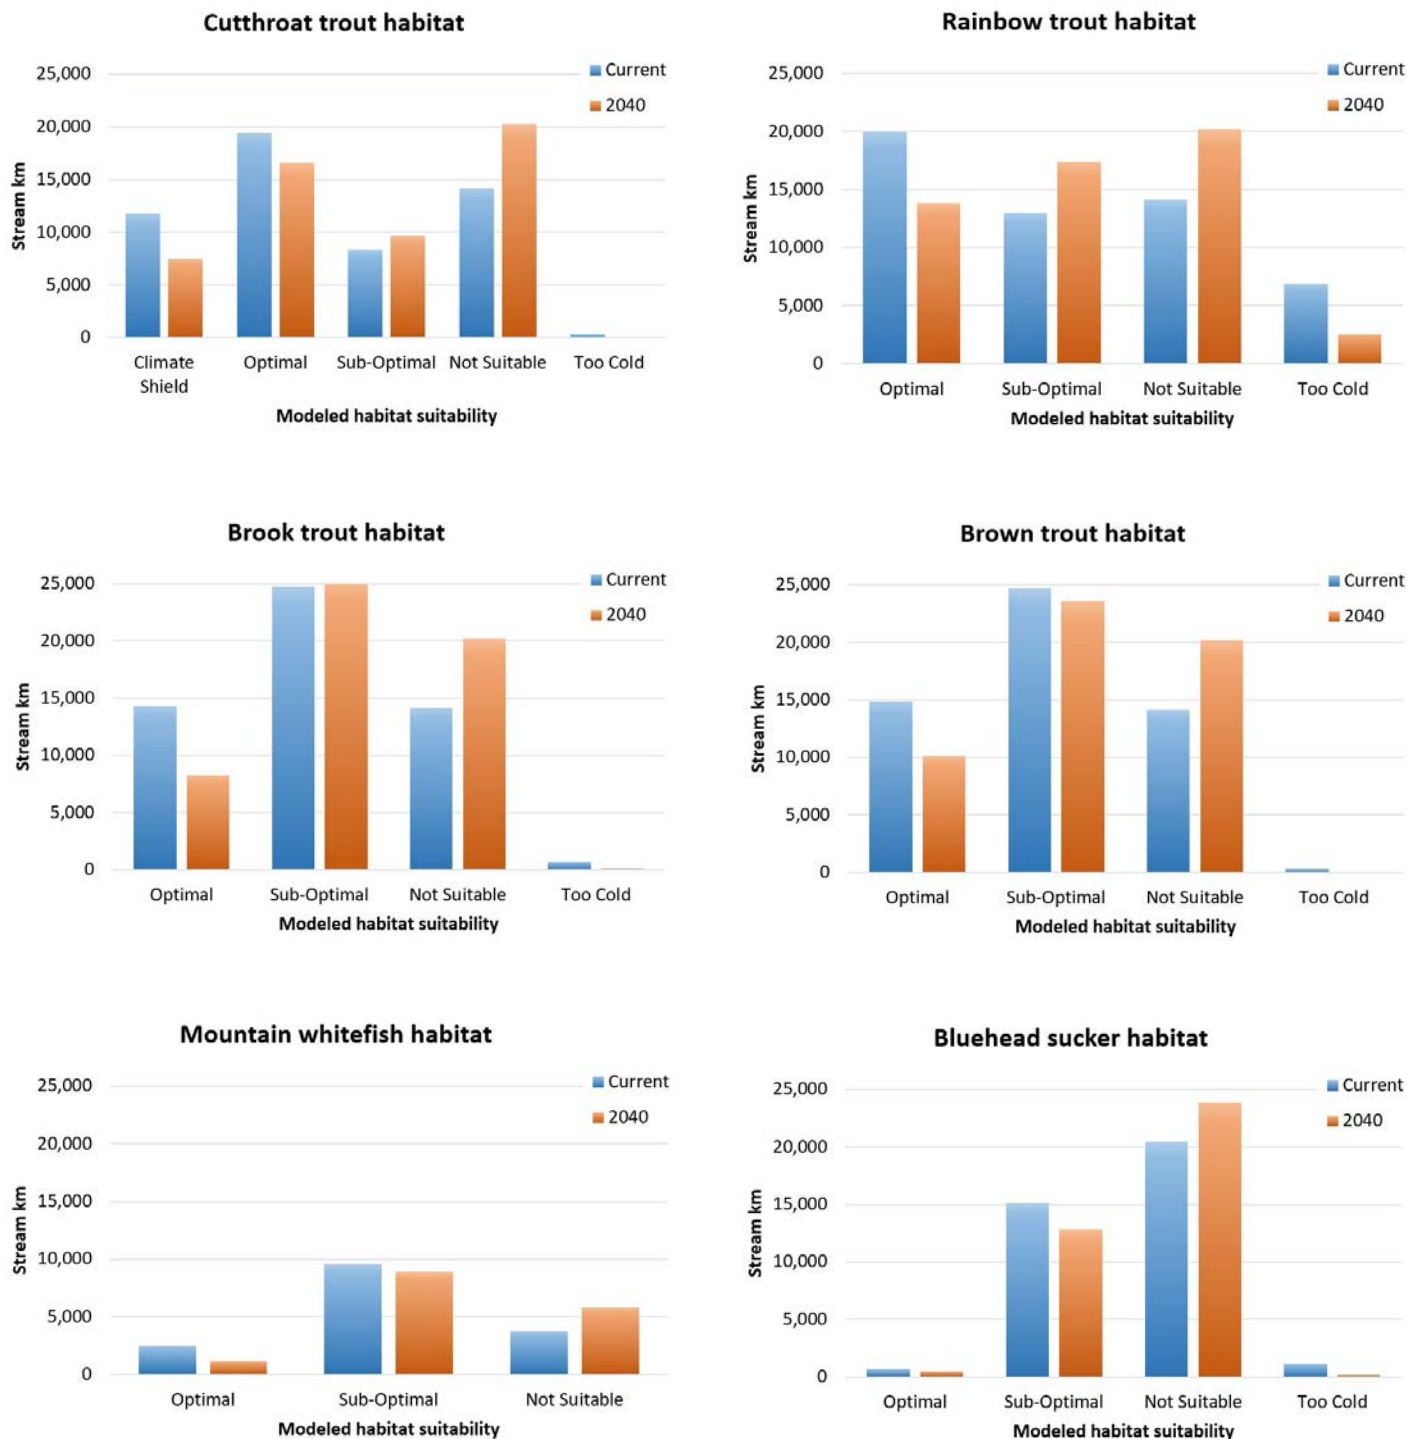 Cutthroat trout habitat
25,000
20,000
15,000
10,000
5,000
0
Stream km
Current
2040
Climate
Shield
Optimal
Sub-Optimal
Not Suitable
Too Cold
Modeled habitat suitability
Rainbow trout habitat
25,000
20,000
15,000
10,000
5,000
0
Stream km
Current
2040
Optimal
Sub-Optimal
Not Suitable
Too Cold
Modeled habitat suitability
Brook trout habitat
25,000
20,000
15,000
10,000
5,000
0
Stream km
Current
2040
Optimal
Sub-Optimal
Not Suitable
Too Cold
Modeled habitat suitability
Brown trout habitat
25,000
20,000
15,000
10,000
5,000
0
Stream km
Current
2040
Optimal
Sub-Optimal
Not Suitable
Too Cold
Modeled habitat suitability
Mountain whitefish habitat
25,000
20,000
15,000
10,000
5,000
0
Stream km
Current
2040
Optimal
Sub-Optimal
Not Suitable
Modeled habitat suitability
Bluehead sucker habitat
25,000
20,000
15,000
10,000
5,000
0
Stream km
Current
2040
Optimal
Sub-Optimal
Not Suitable
Too Cold
Modeled habitat suitability